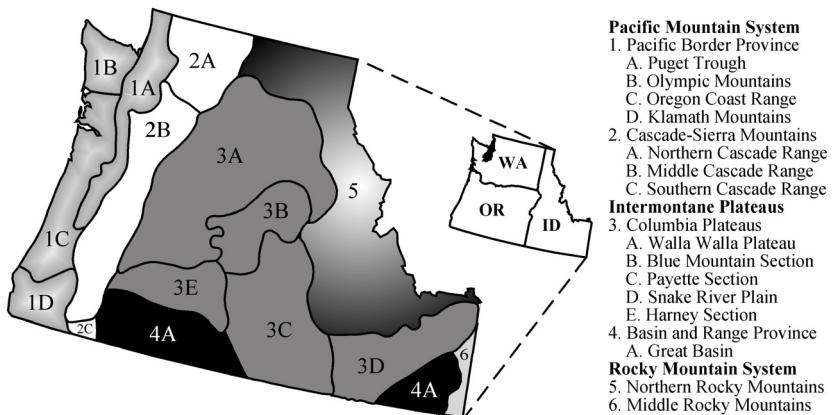 1B
1A
2A
2B
3A
3B
5
1C
1D
2C
3E
4A
3C
3D
4A
6
WA
OR
ID
Pacific Mountain System
1. Pacific Border Province
A. Puget Trough
B. Olympic Mountains
C. Oregon Coast Range
D. Klamath Mountains
2. Cascade-Sierra Mountains
A. Northern Cascade Range
B. Middle Cascade Range
C. Southern Cascade Range
Intermontane Plateaus
3. Columbia Plateaus
A. Walla Walla Plateau
B. Blue Mountain Section
C. Payette Section
D. Snake River Plain
E. Harney Section
4. Basin and Range Province
A. Great Basin
Rocky Mountain System
5. Northern Rocky Mountains
6. Middle Rocky Mountains